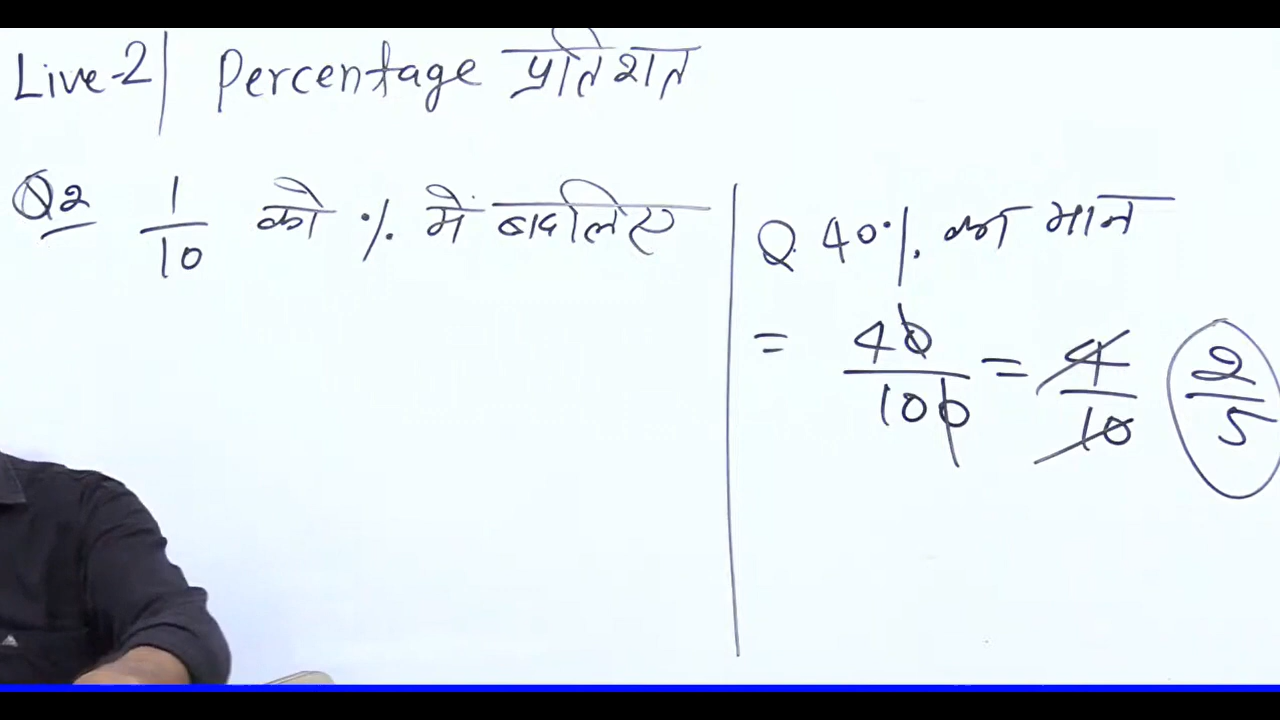 Live-2| Percentage प्रतिशत
Q2 1/10 को % में बदलिए
Q. 40% का मान
= 40/100 = 4/10 2/5